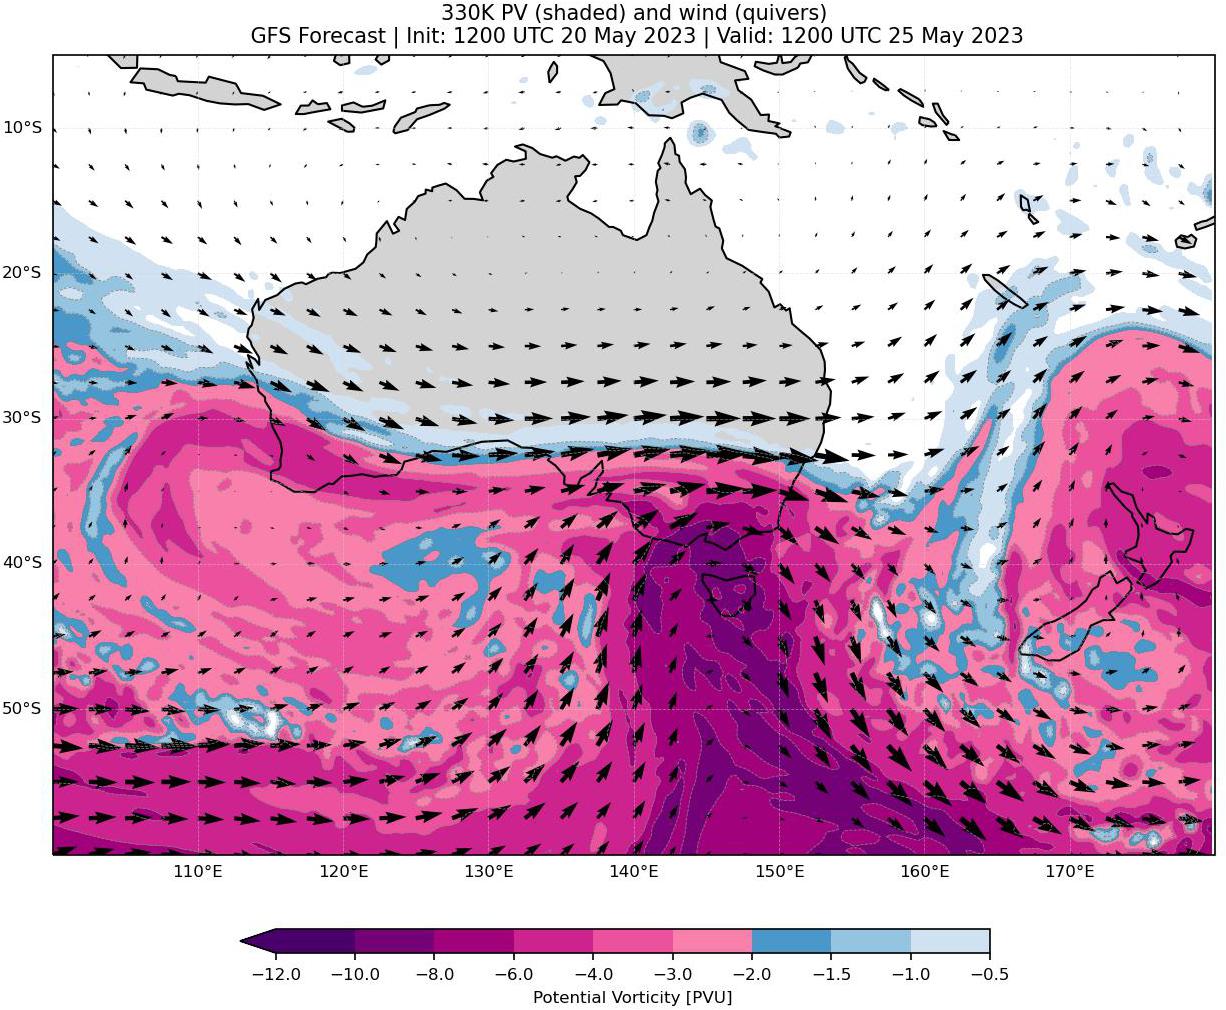 330K PV (shaded) and wind (quivers)
GFS Forecast | Init: 1200 UTC 20 May 2023 | Valid: 1200 UTC 25 May 2023
10°S
20°S
30°S
40°S
50°S
110°E 120°E 130°E 140°E 150°E 160°E 170°E
−12.0 −10.0 −8.0 −6.0 −4.0 −3.0 −2.0 −1.5 −1.0 −0.5
Potential Vorticity [PVU]